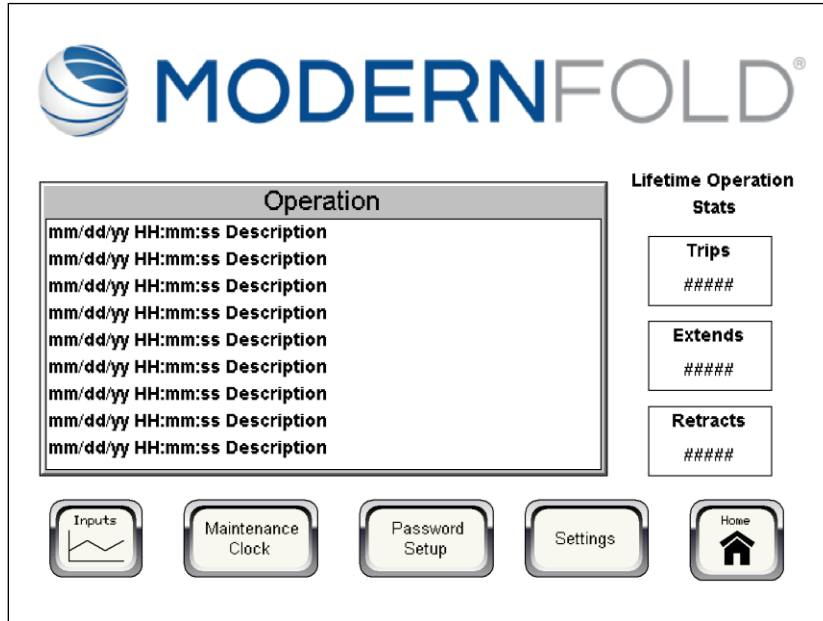 MODERNFOLD®
Operation
mm/dd/yy HH:mm:ss Description
mm/dd/yy HH:mm:ss Description
mm/dd/yy HH:mm:ss Description
mm/dd/yy HH:mm:ss Description
mm/dd/yy HH:mm:ss Description
mm/dd/yy HH:mm:ss Description
mm/dd/yy HH:mm:ss Description
mm/dd/yy HH:mm:ss Description
mm/dd/yy HH:mm:ss Description
Lifetime Operation
Stats
Trips
#####
Extends
#####
Retracts
#####
Inputs
Maintenance
Clock
Password
Setup
Settings
Home